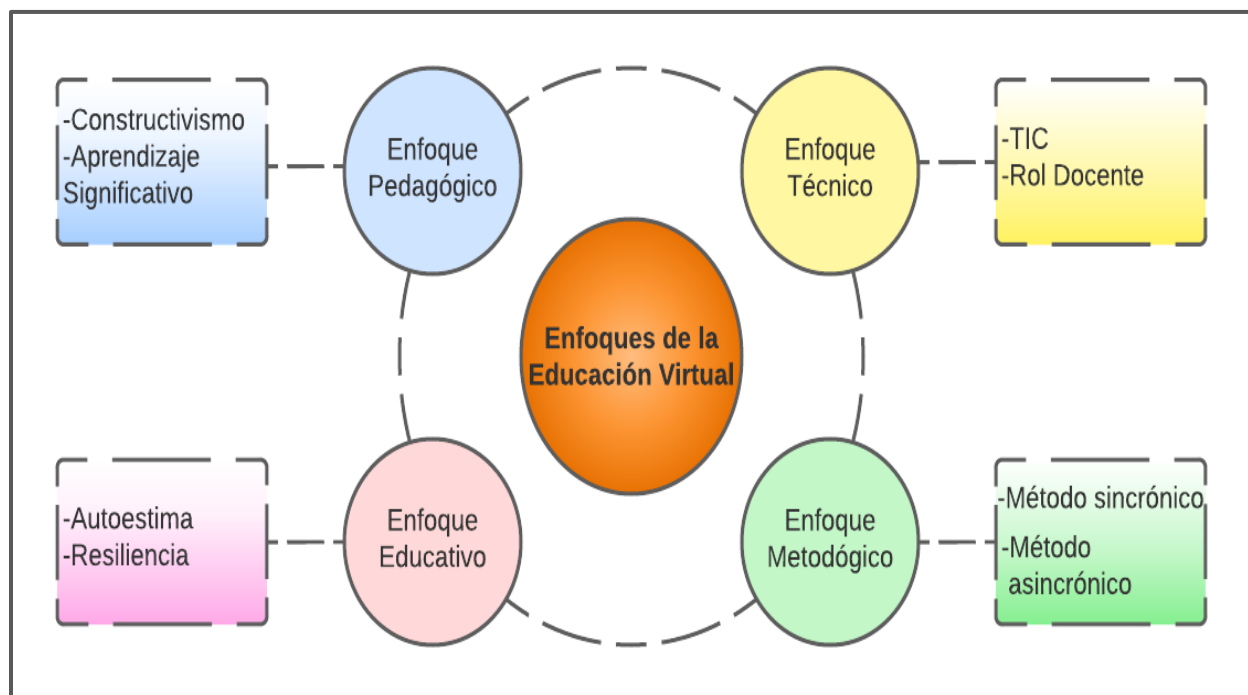 -Constructivismo
-Aprendizaje
Significativo
Enfoque
Pedagógico
Enfoque
Técnico
-TIC
-Rol Docente
Enfoques de la
Educación Virtual
-Autoestima
-Resiliencia
Enfoque
Educativo
Enfoque
Metodógico
-Método sincrónico
-Método
asincrónico